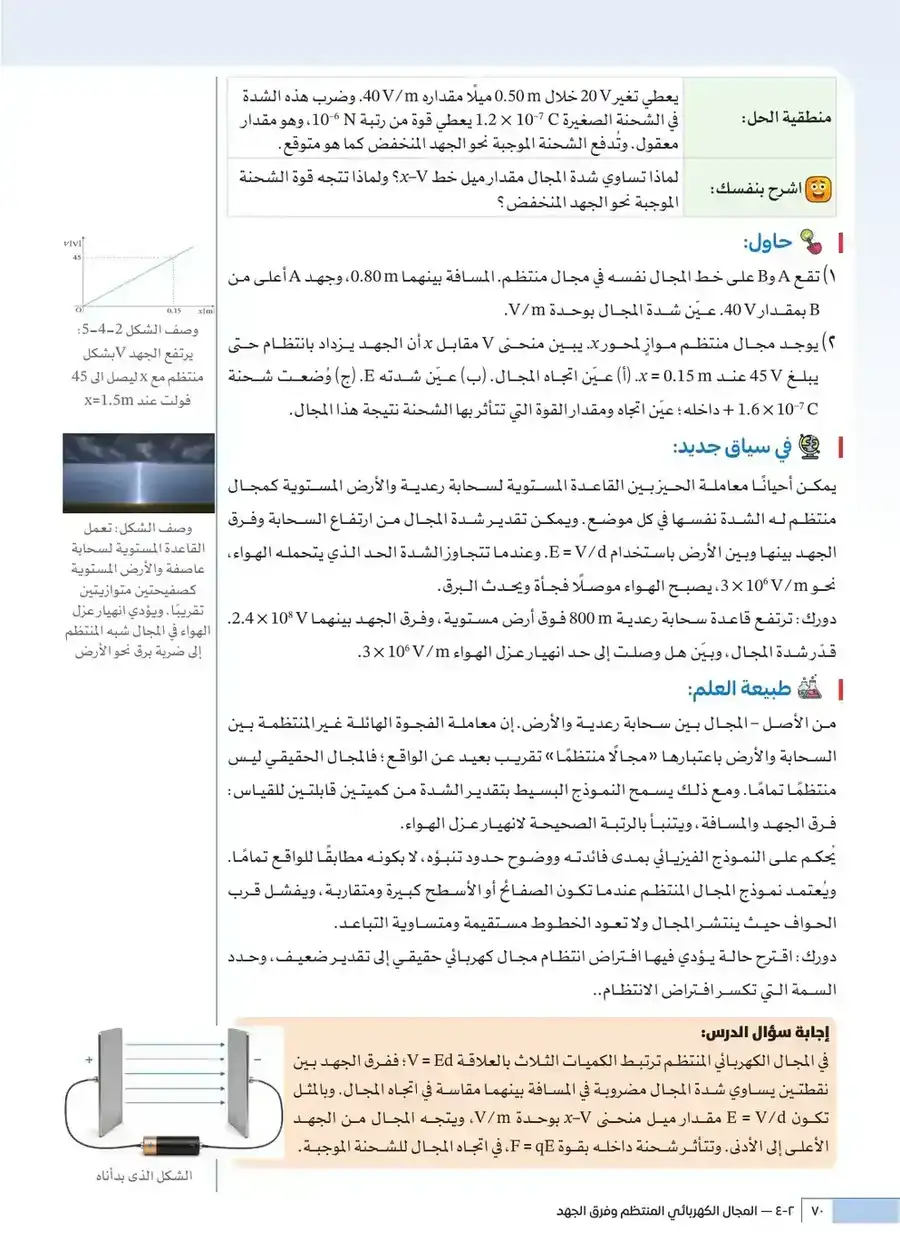 منطقية الحل:
يعطي تغير 20 V خلال 0.50 m ميلًا مقداره 40 V/m. وضرب هذه الشدة
في الشحنة الصغيرة 1.2 × 10⁻⁷ C يعطي قوة من رتبة 10⁻⁶ N، وهو مقدار
معقول. وتُدفع الشحنة الموجبة نحو الجهد المنخفض كما هو متوقع.
اشرح بنفسك:
لماذا تساوي شدة المجال مقدار ميل خط x–V؟ ولماذا تتجه قوة الشحنة
الموجبة نحو الجهد المنخفض؟
حاول:
١) تقع A وB على خط المجال نفسه في مجال منتظم. المسافة بينهما 0.80 m، وجهد A أعلى من
B بمقدار 40 V. عيّن شدة المجال بوحدة V/m.
٢) يوجد مجال منتظم موازٍ لمحور x. يبين منحنى V مقابل x أن الجهد يزداد بانتظام حتى
يبلغ 45 V عند x = 0.15 m. (أ) عيّن اتجاه المجال. (ب) عيّن شدته E. (ج) وُضعت شحنة
+ 1.6 × 10⁻⁷ C داخله؛ عيّن اتجاه ومقدار القوة التي تتأثر بها الشحنة نتيجة هذا المجال.
V[V]
45
O
0.15
x[m]
وصف الشكل 2–4–5:
يرتفع الجهد V بشكل
منتظم مع x ليصل الى 45
فولت عند x=1.5m
في سياق جديد:
يمكن أحيانًا معاملة الحيز بين القاعدة المستوية لسحابة رعدية والأرض المستوية كمجال
منتظم له الشدة نفسها في كل موضع. ويمكن تقدير شدة المجال من ارتفاع السحابة وفرق
الجهد بينها وبين الأرض باستخدام E = V/d. وعندما تتجاوز الشدة الحد الذي يتحمله الهواء،
نحو 3 × 10⁶ V/m، يصبح الهواء موصلًا فجأة ويحدث البرق.
دورك: ترتفع قاعدة سحابة رعدية 800 m فوق أرض مستوية، وفرق الجهد بينهما 2.4 × 10⁸ V.
قدّر شدة المجال، وبيّن هل وصلت إلى حد انهيار عزل الهواء 3 × 10⁶ V/m.
وصف الشكل: تعمل
القاعدة المستوية لسحابة
عاصفة والأرض المستوية
كصفيحتين متوازيتين
تقريبًا. ويؤدي انهيار عزل
الهواء في المجال شبه المنتظم
إلى ضربة برق نحو الأرض
طبيعة العلم:
من الأصل – المجال بين سحابة رعدية والأرض. إن معاملة الفجوة الهائلة غير المنتظمة بين
السحابة والأرض باعتبارها «مجالًا منتظمًا» تقريب بعيد عن الواقع؛ فالمجال الحقيقي ليس
منتظمًا تمامًا. ومع ذلك يسمح النموذج البسيط بتقدير الشدة من كميتين قابلتين للقياس:
فرق الجهد والمسافة، ويتنبأ بالرتبة الصحيحة لانهيار عزل الهواء.
يُحكم على النموذج الفيزيائي بمدى فائدته ووضوح حدود تنبؤه، لا بكونه مطابقًا للواقع تمامًا.
ويُعتمد نموذج المجال المنتظم عندما تكون الصفائح أو الأسطح كبيرة ومتقاربة، ويفشل قرب
الحواف حيث ينتشر المجال ولا تعود الخطوط مستقيمة ومتساوية التباعد.
دورك: اقترح حالة يؤدي فيها افتراض انتظام مجال كهربائي حقيقي إلى تقدير ضعيف، وحدد
السمة التي تكسر افتراض الانتظام..
إجابة سؤال الدرس:
في المجال الكهربائي المنتظم ترتبط الكميات الثلاث بالعلاقة V = Ed؛ ففرق الجهد بين
نقطتين يساوي شدة المجال مضروبة في المسافة بينهما مقاسة في اتجاه المجال. وبالمثل
تكون E = V/d مقدار ميل منحنى x–V بوحدة V/m، ويتجه المجال من الجهد
الأعلى إلى الأدنى. وتتأثر شحنة داخله بقوة F = qE، في اتجاه المجال للشحنة الموجبة.
+
−
الشكل الذى بدأناه
٧٠
٢-٤ — المجال الكهربائي المنتظم وفرق الجهد